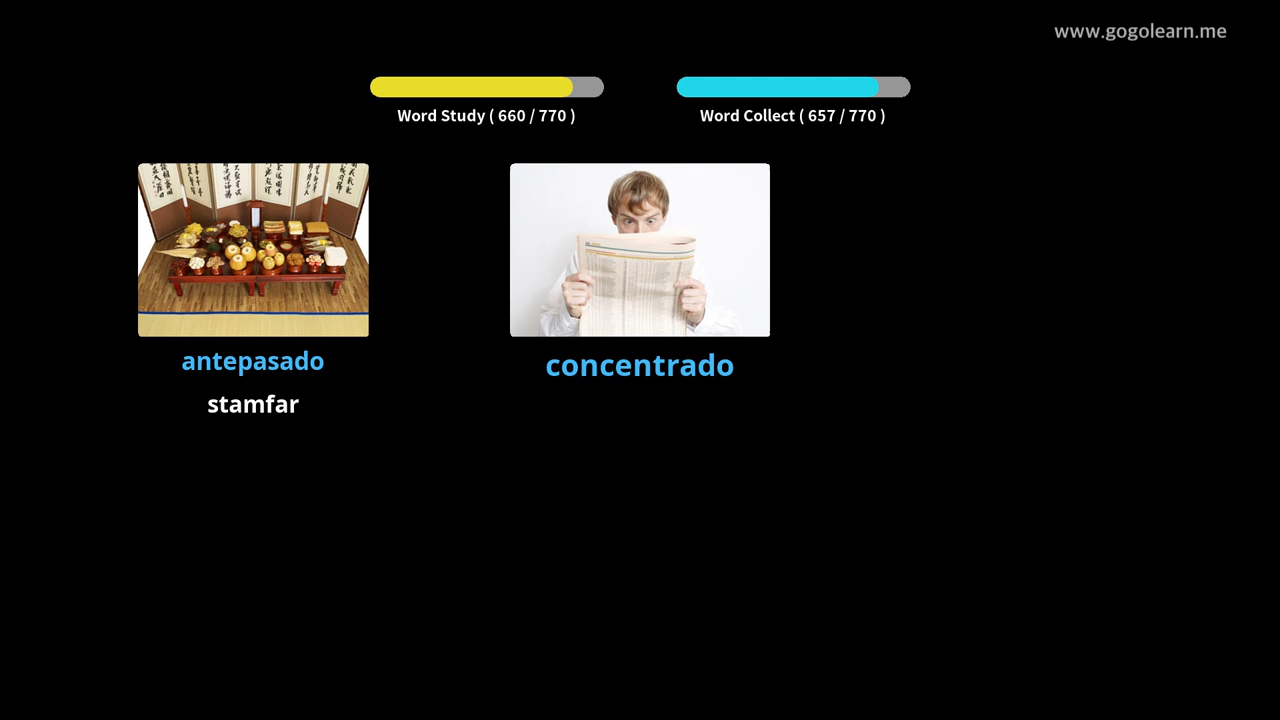 www.gogolearn.me
Word Study ( 660 / 770 )
Word Collect ( 657 / 770 )
antepasado
stamfar
concentrado